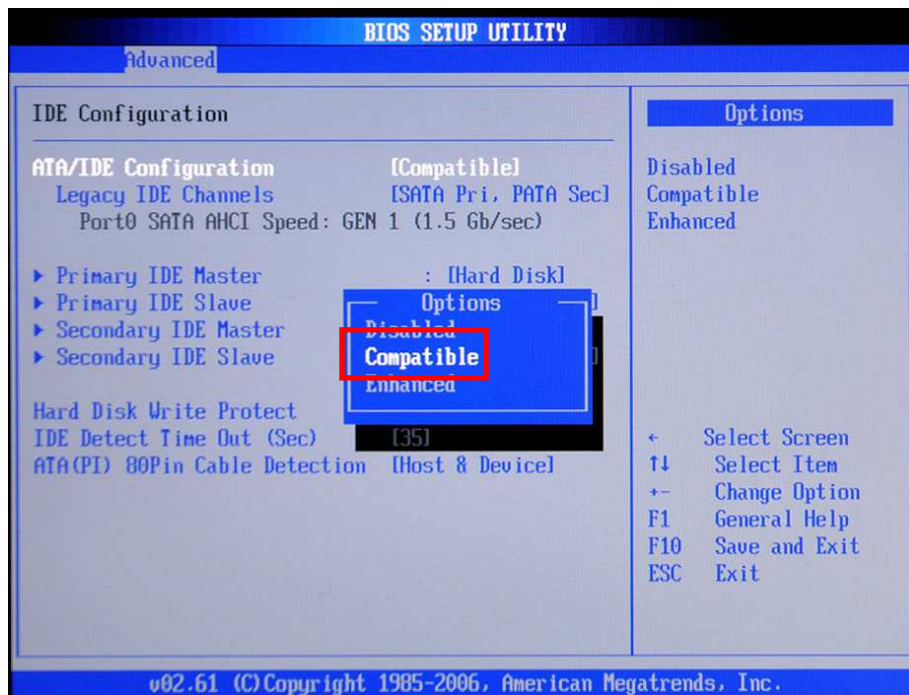 BIOS SETUP UTILITY
Advanced
IDE Configuration
ATA/IDE Configuration [Compatible]
Legacy IDE Channels [SATA Pri, PATA Sec]
Port0 SATA AHCI Speed: GEN 1 (1.5 Gb/sec)
Primary IDE Master : [Hard Disk]
Primary IDE Slave ]
Secondary IDE Master
Secondary IDE Slave ]
Hard Disk Write Protect
IDE Detect Time Out (Sec) [35]
ATA(PI) 80Pin Cable Detection [Host & Device]
Options
Disabled
Compatible
Enhanced
Options
Disabled
Compatible
Enhanced
← Select Screen
↑↓ Select Item
+- Change Option
F1 General Help
F10 Save and Exit
ESC Exit
v02.61 (C)Copyright 1985-2006, American Megatrends, Inc.